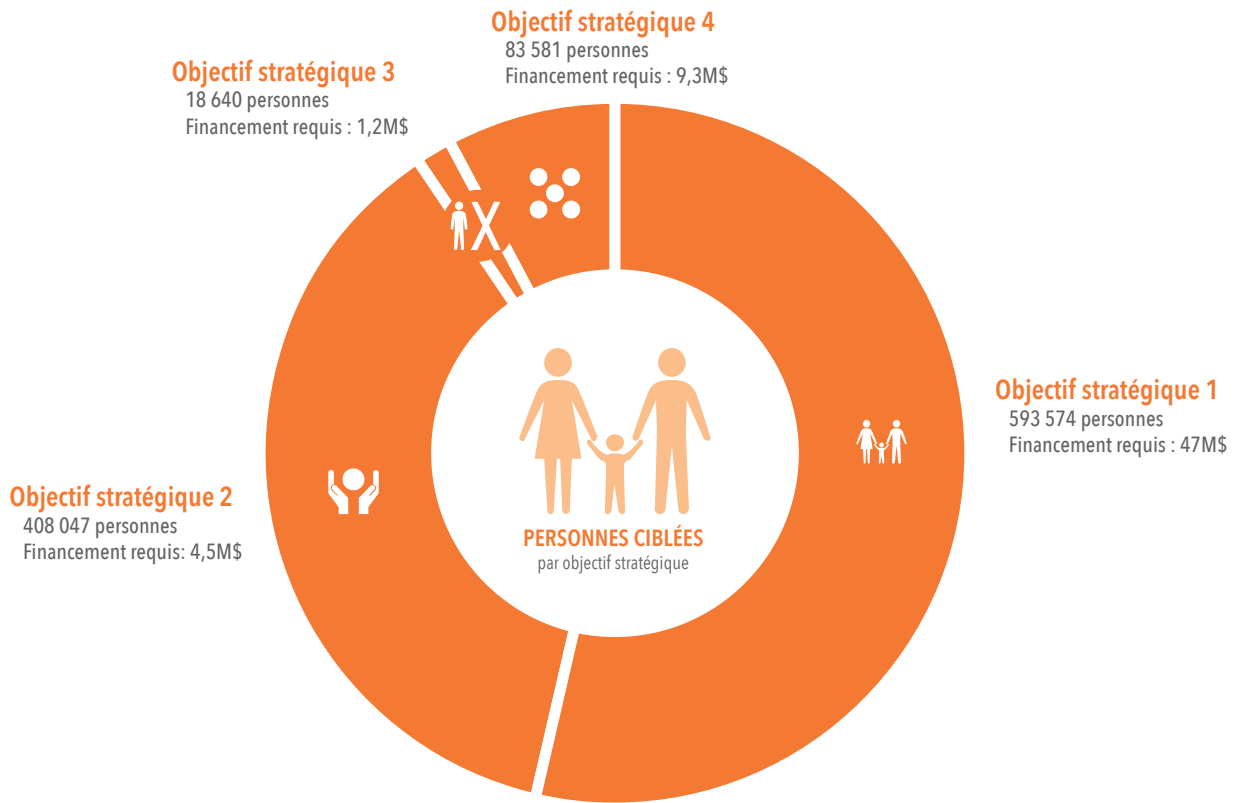 Objectif stratégique 4
83 581 personnes
Financement requis : 9,3M$
Objectif stratégique 3
18 640 personnes
Financement requis : 1,2M$
Objectif stratégique 1
593 574 personnes
Financement requis : 47M$
Objectif stratégique 2
408 047 personnes
Financement requis: 4,5M$
PERSONNES CIBLÉES
par objectif stratégique